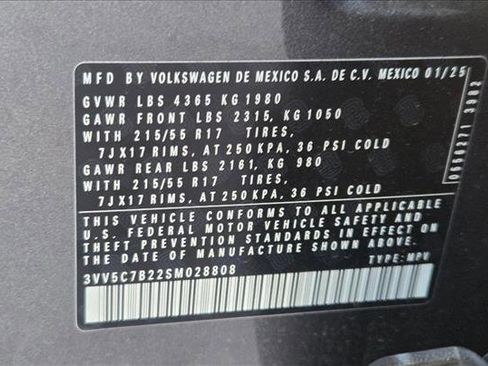 MFD BY VOLKSWAGEN DE MEXICO S.A. DE C.V. MEXICO 01/25
GVWR LBS 4365 KG 1980
GAWR FRONT LBS 2315, KG 1050
WITH 215/55 R17 TIRES,
7JX17 RIMS, AT 250 KPA, 36 PSI COLD
GAWR REAR LBS 2161, KG 980
WITH 215/55 R17 TIRES,
7JX17 RIMS, AT 250 KPA, 36 PSI COLD
THIS VEHICLE CONFORMS TO ALL APPLICABLE
U.S. FEDERAL MOTOR VEHICLE SAFETY AND
THEFT PREVENTION STANDARDS IN EFFECT ON
THE DATE OF MANUFACTURE SHOWN ABOVE.
3VV5C7B22SM028808 TYPE: MPV